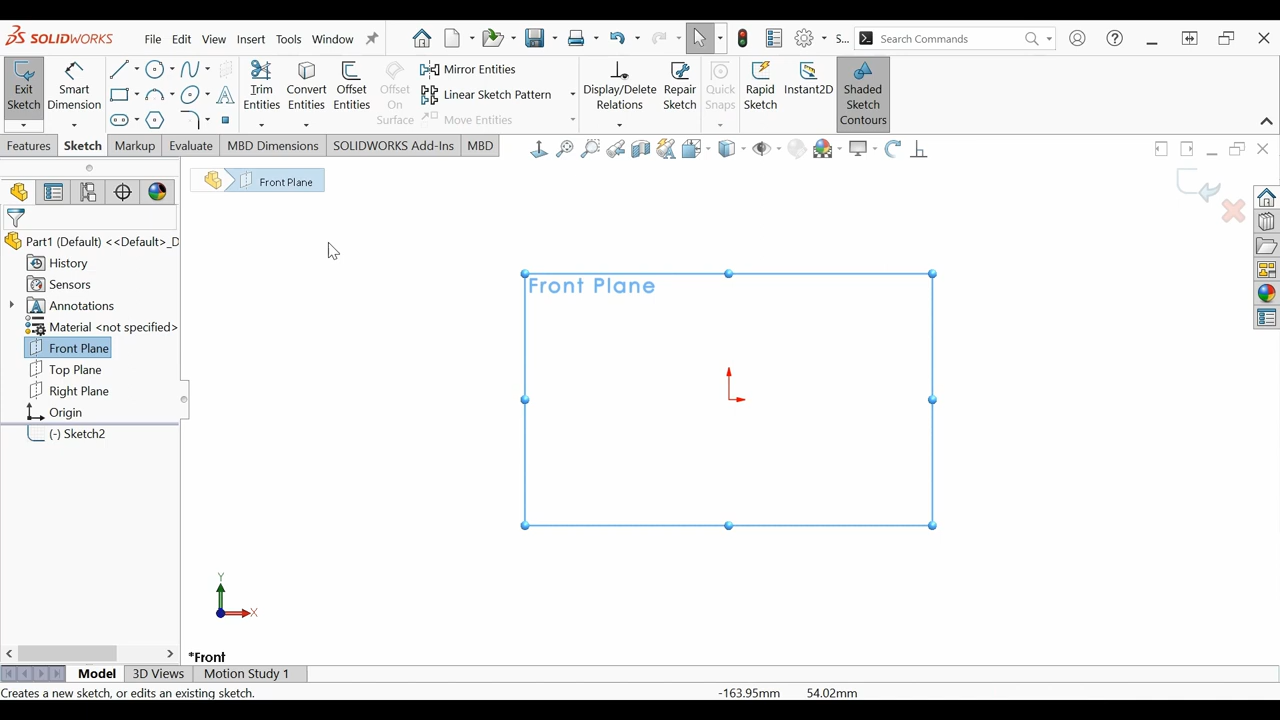 SOLIDWORKS
File Edit View Insert Tools Window
S...
Search Commands
Exit Sketch
Smart Dimension
Trim Entities
Convert Entities
Offset Entities
Offset On Surface
Mirror Entities
Linear Sketch Pattern
Move Entities
Display/Delete Relations
Repair Sketch
Quick Snaps
Rapid Sketch
Instant2D
Shaded Sketch Contours
Features Sketch Markup Evaluate MBD Dimensions SOLIDWORKS Add-Ins MBD
Front Plane
Part1 (Default) <<Default>_D
History
Sensors
Annotations
Material <not specified>
Front Plane
Top Plane
Right Plane
Origin
(-) Sketch2
Front Plane
Y
X
*Front
Model 3D Views Motion Study 1
Creates a new sketch, or edits an existing sketch. -163.95mm 54.02mm